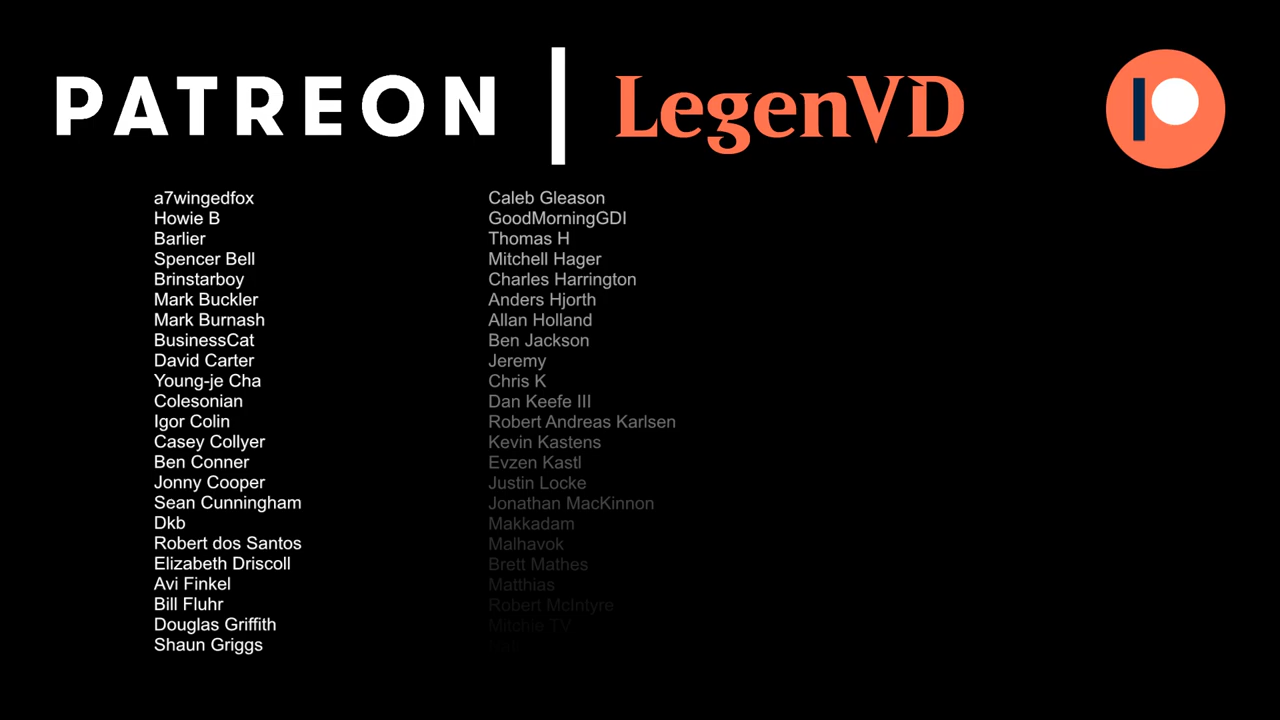 PATREON | LegenVD
a7wingedfox
Howie B
Barlier
Spencer Bell
Brinstarboy
Mark Buckler
Mark Burnash
BusinessCat
David Carter
Young-je Cha
Colesonian
Igor Colin
Casey Collyer
Ben Conner
Jonny Cooper
Sean Cunningham
Dkb
Robert dos Santos
Elizabeth Driscoll
Avi Finkel
Bill Fluhr
Douglas Griffith
Shaun Griggs
Caleb Gleason
GoodMorningGDI
Thomas H
Mitchell Hager
Charles Harrington
Anders Hjorth
Allan Holland
Ben Jackson
Jeremy
Chris K
Dan Keefe III
Robert Andreas Karlsen
Kevin Kastens
Evzen Kastl
Justin Locke
Jonathan MacKinnon
Makkadam
Malhavok
Brett Mathes
Matthias
Robert McIntyre
Mitchie TV